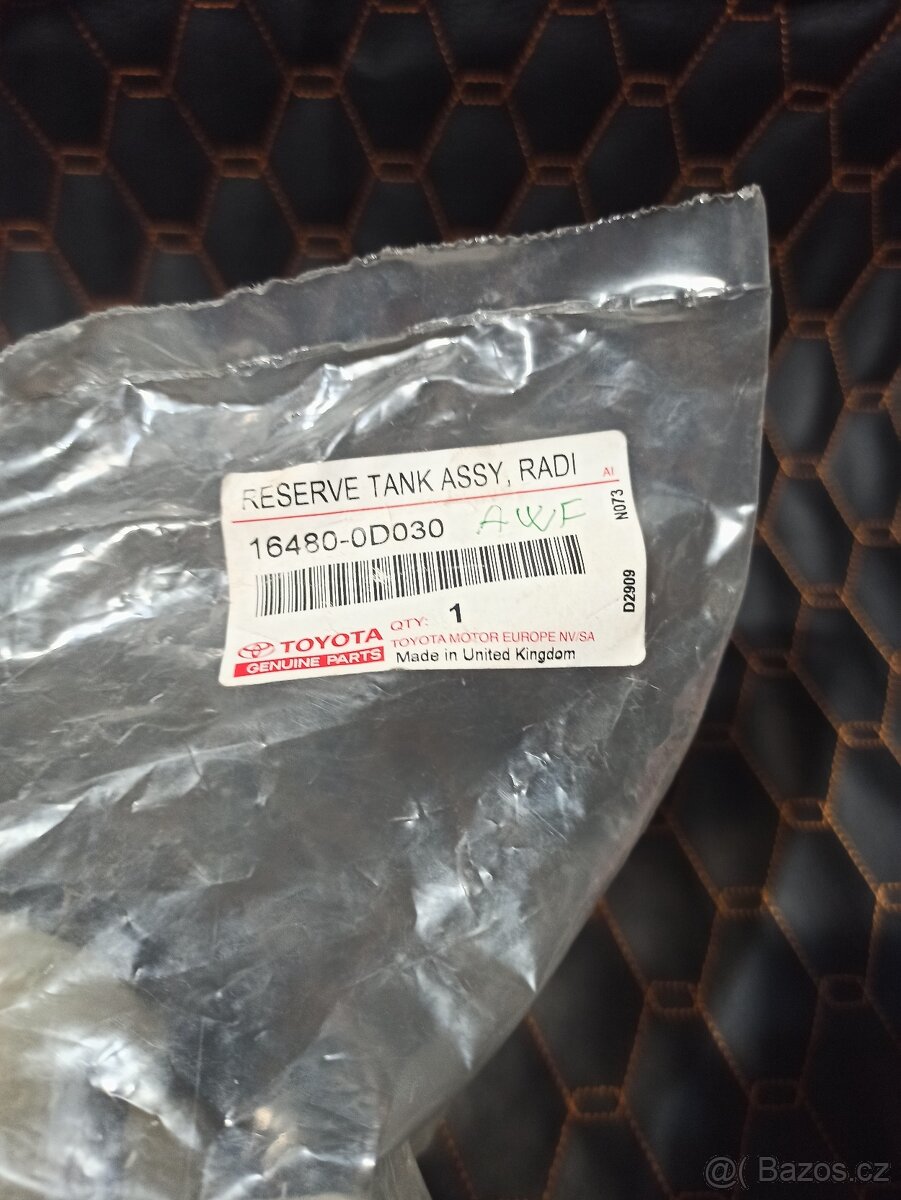 RESERVE TANK ASSY, RADI
AI
16480-0D030 AWF
N073
D2909
QTY: 1
TOYOTA
GENUINE PARTS
TOYOTA MOTOR EUROPE NV/SA
Made in United Kingdom
@( Bazos.cz